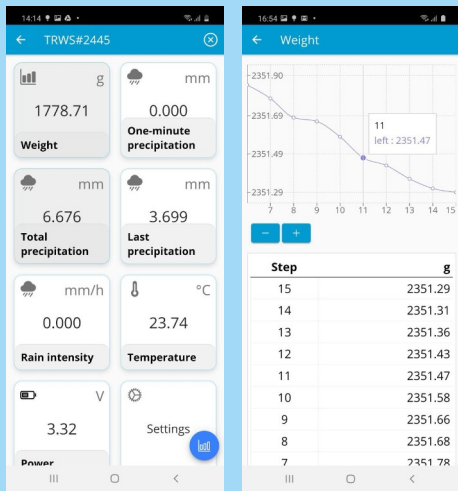 14:14
TRWS#2445
g
1778.71
Weight
mm
0.000
One-minute
precipitation
mm
6.676
Total
precipitation
mm
3.699
Last
precipitation
mm/h
0.000
Rain intensity
°C
23.74
Temperature
V
3.32
Power
Settings
16:54
Weight
2351.90
2351.69
2351.49
2351.29
11
left : 2351.47
7 8 9 10 11 12 13 14 15
− +
Step g
15 2351.29
14 2351.31
13 2351.36
12 2351.43
11 2351.47
10 2351.58
9 2351.66
8 2351.68
7 2351.78